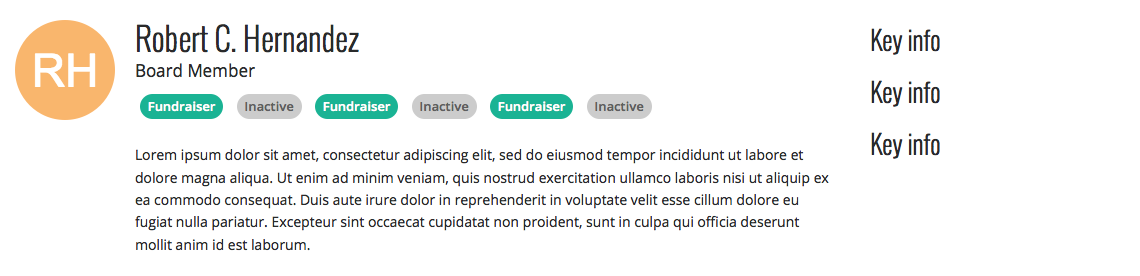 RH
Robert C. Hernandez
Board Member
Fundraiser Inactive Fundraiser Inactive Fundraiser Inactive
Lorem ipsum dolor sit amet, consectetur adipiscing elit, sed do eiusmod tempor incididunt ut labore et
dolore magna aliqua. Ut enim ad minim veniam, quis nostrud exercitation ullamco laboris nisi ut aliquip ex
ea commodo consequat. Duis aute irure dolor in reprehenderit in voluptate velit esse cillum dolore eu
fugiat nulla pariatur. Excepteur sint occaecat cupidatat non proident, sunt in culpa qui officia deserunt
mollit anim id est laborum.
Key info
Key info
Key info